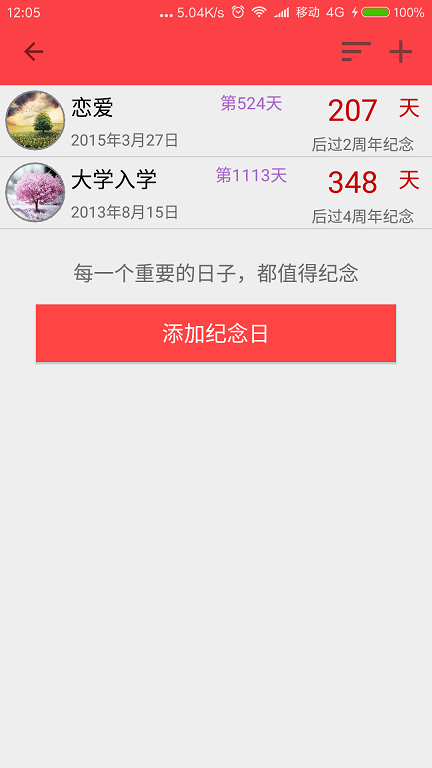 12:05 ... 5.04K/s 移动 4G 100%
恋爱 第524天 207 天
2015年3月27日 后过2周年纪念
大学入学 第1113天 348 天
2013年8月15日 后过4周年纪念
每一个重要的日子，都值得纪念
添加纪念日